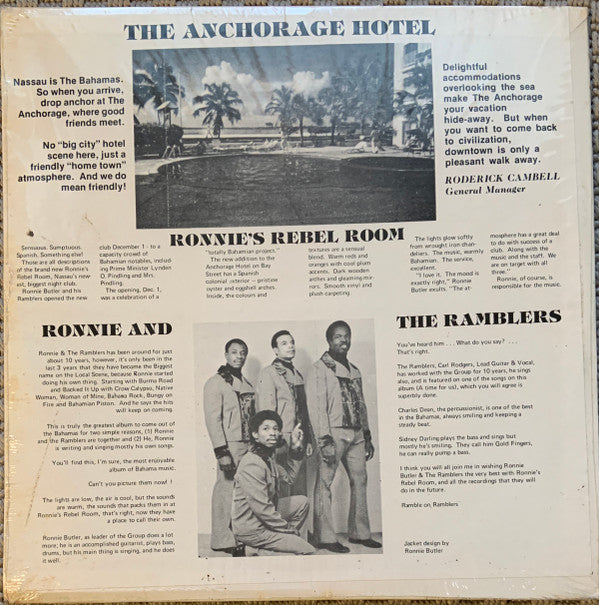 THE ANCHORAGE HOTEL
Nassau is The Bahamas.
So when you arrive,
drop anchor at The
Anchorage, where good
friends meet.
No "big city" hotel
scene here, just a
friendly "home town"
atmosphere. And we do
mean friendly!
Delightful
accommodations
overlooking the sea
make The Anchorage
your vacation
hide-away. But when
you want to come back
to civilization,
downtown is only a
pleasant walk away.
RODERICK CAMBELL
General Manager
RONNIE'S REBEL ROOM
Sensuous. Sumptuous.
Spanish. Something else!
Those are all descriptions
of the brand new Ronnie's
Rebel Room, Nassau's new-
est, biggest night club.
Ronnie Butler and his
Ramblers opened the new
club December 1 - to a
capacity crowd of
Bahamian notables, includ-
ing Prime Minister Lynden
O. Pindling and Mrs.
Pindling.
The opening, Dec. 1,
was a celebration of a
"totally Bahamian project."
The new addition to the
Anchorage Hotel on Bay
Street has a Spanish
colonial exterior - pristine
oyster and eggshell ashes.
Inside, the colours and
textures are a sensual
blend. Warm reds and
oranges with cool plum
accents. Dark wooden
arches and gleaming mir-
rors. Smooth vinyl and
plush carpeting
The lights glow softly
from wrought iron chan-
deliers. The music, warmly
Bahamian. The service,
excellent.
"I love it. The mood is
exactly right," Ronnie
Butler exults. "The at-
mosphere has a great deal
to do with success of a
club. Along with the
music and the staff. We
are on target with all
three."
Ronnie, of course, is
responsible for the music.
RONNIE AND
Ronnie & The Ramblers has been around for just
about 10 years, however, it's only been in the
last 3 years that they have become the Biggest
name on the Local Scene, because Ronnie started
doing his own thing. Starting with Burma Road
and Backed It Up with Crow Calypso, Native
Woman, Woman of Mine, Bahama Rock, Bungy on
Fire and Bahamian Pision. And he says the hits
will keep on coming.
This is truly the greatest album to come out of
the Bahamas for two simple reasons, (1) Ronnie
and the Ramblers are together and (2) He, Ronnie
is writing and singing mostly his own songs.
You'll find this, I'm sure, the most enjoyable
album of Bahama music.
Can't you picture them now !
The lights are low, the air is cool, but the sounds
are warm, the sounds that packs them in at
Ronnie's Rebel Room, that's right, now they have
a place to call their own.
Ronnie Butler, as leader of the Group does a lot
more; he is an accomplished guitarist, plays bass,
drums, but his main thing is singing, and he does
it well.
THE RAMBLERS
You've heard him . . . What do you say? . . .
That's right.
The Ramblers, Carl Rodgers, Lead Guitar & Vocal,
has worked with the Group for 10 years, he sings
also, and is featured on one of the songs on this
album (A time for us), which you will agree is
superbly done.
Charles Dean, the percussionist, is one of the best
in the Bahamas, always smiling and keeping a
steady beat.
Sidney Darling plays the bass and sings but
mostly he's smiling. They call him Gold Fingers,
he can really pump a bass.
I think you will all join me in wishing Ronnie
Butler & The Ramblers the very best with Ronnie's
Rebel Room, and all the recordings that they will
do in the future.
Ramble on Ramblers
Jacket design by
Ronnie Butler